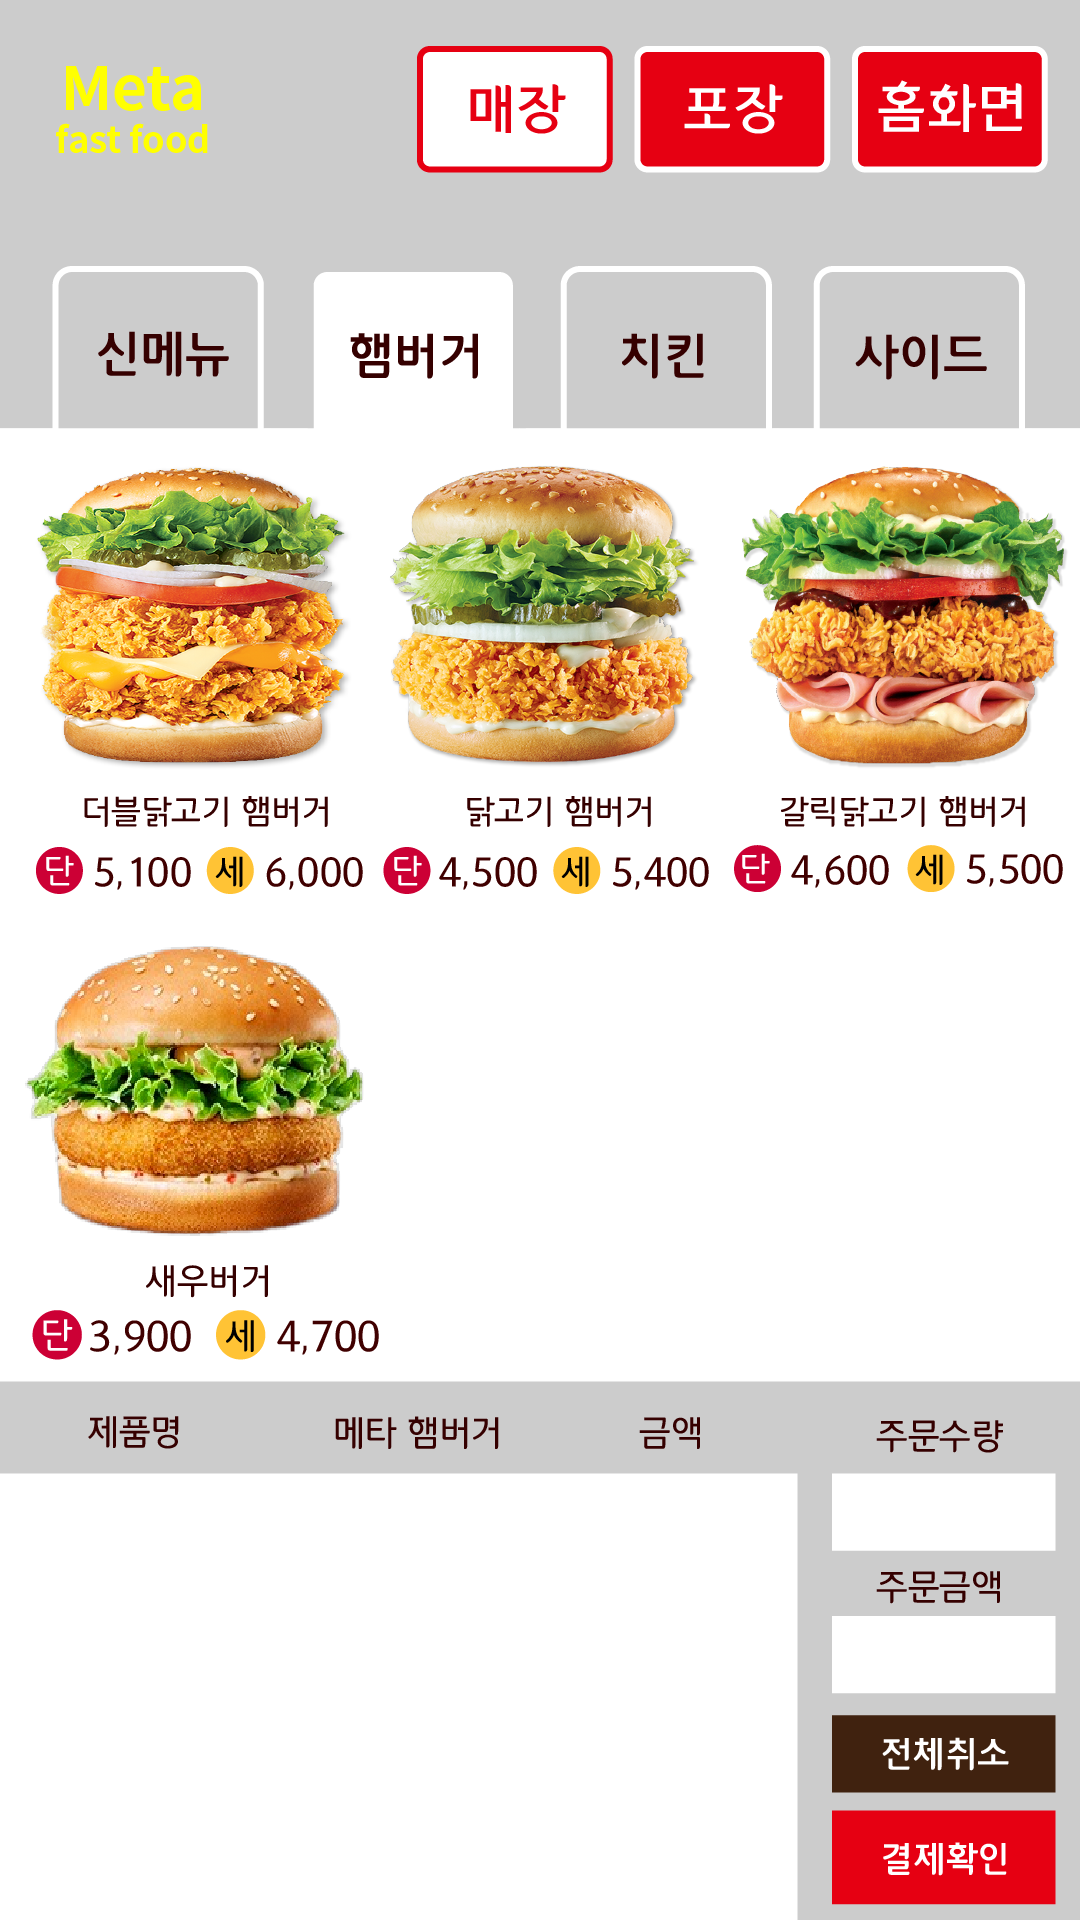 Meta
fast food
매장 포장 홈화면
신메뉴 햄버거 치킨 사이드
더블닭고기 햄버거 닭고기 햄버거 갈릭닭고기 햄버거
단 5,100 세 6,000 단 4,500 세 5,400 단 4,600 세 5,500
새우버거
단 3,900 세 4,700
제품명 메타 햄버거 금액 주문수량
주문금액
전체취소
결제확인